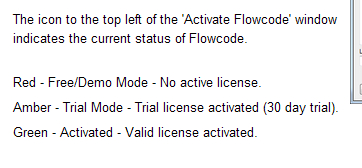 The icon to the top left of the 'Activate Flowcode' window
indicates the current status of Flowcode.
Red - Free/Demo Mode - No active license.
Amber - Trial Mode - Trial license activated (30 day trial).
Green - Activated - Valid license activated.